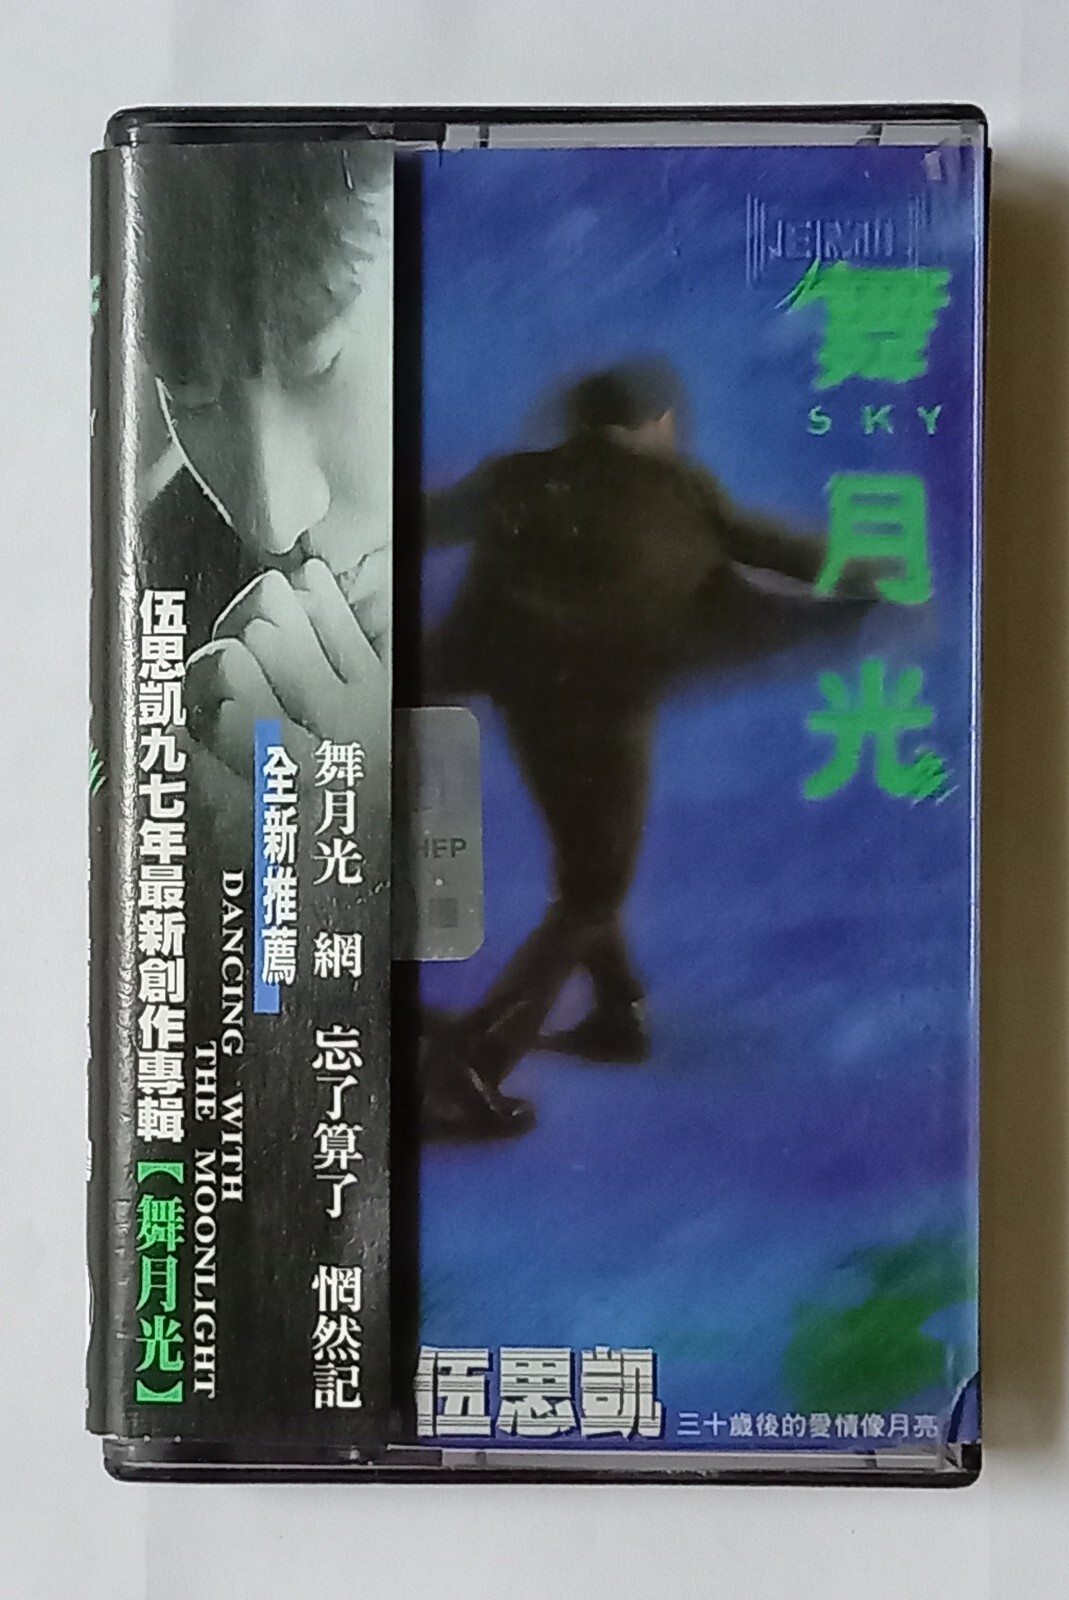 伍思凱九七年最新創作專輯【舞月光】
DANCING WITH
THE MOONLIGHT
全新推薦
舞月光 網 忘了算了 惘然記
舞
SKY
月
光
伍思凱
三十歲後的愛情像月亮